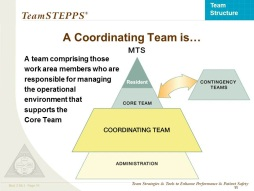 TeamSTEPPS®
Team
Structure
A Coordinating Team is…
MTS
A team comprising those
work area members who are
responsible for managing
the operational
environment that
supports the
Core Team
Resident
CORE TEAM
CONTINGENCY
TEAMS
COORDINATING TEAM
ADMINISTRATION
Team Strategies & Tools to Enhance Performance & Patient Safety